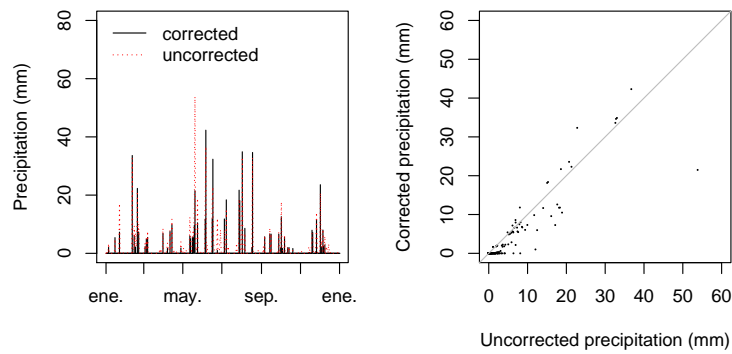 Precipitation (mm)
0
20
40
60
80
corrected
uncorrected
ene.
may.
sep.
ene.
Corrected precipitation (mm)
0
10
20
30
40
50
60
0
10
20
30
40
50
60
Uncorrected precipitation (mm)